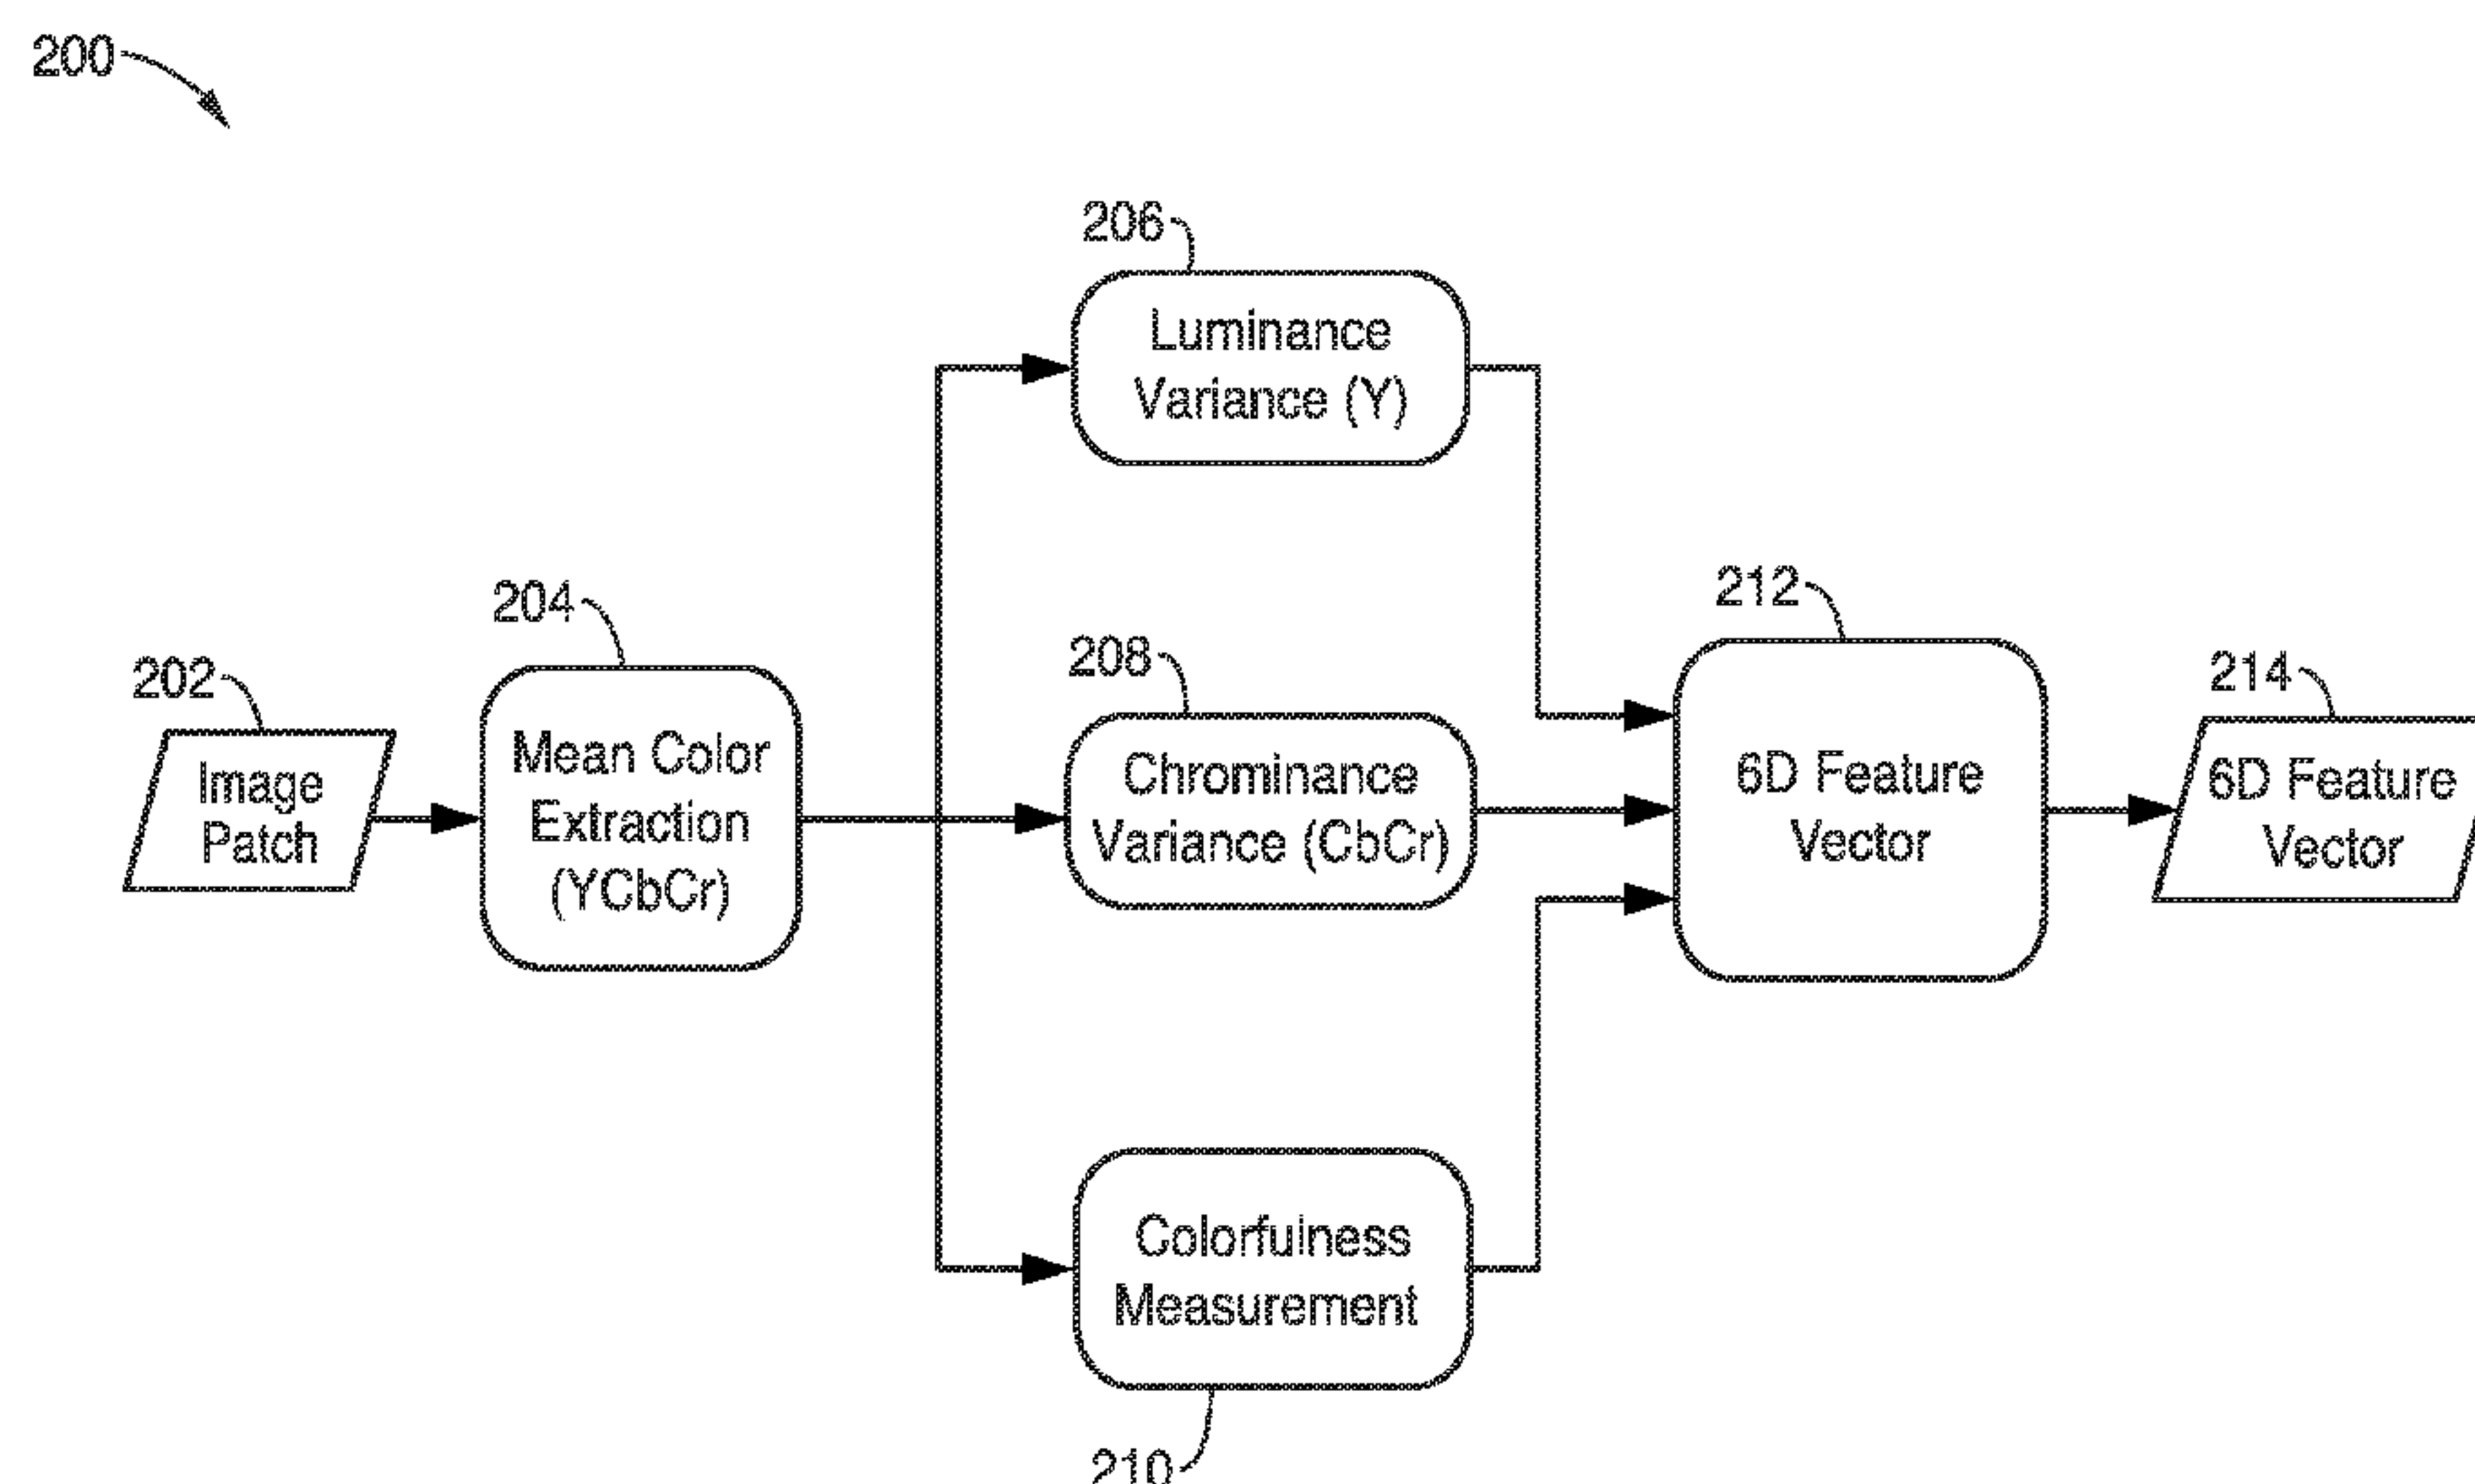 200
206
Luminance
Variance (Y)
204
Mean Color
Extraction
(YCbCr)
202
Image
Patch
208
Chrominance
Variance (CbCr)
212
6D Feature
Vector
214
6D Feature
Vector
Colorfulness
Measurement
210